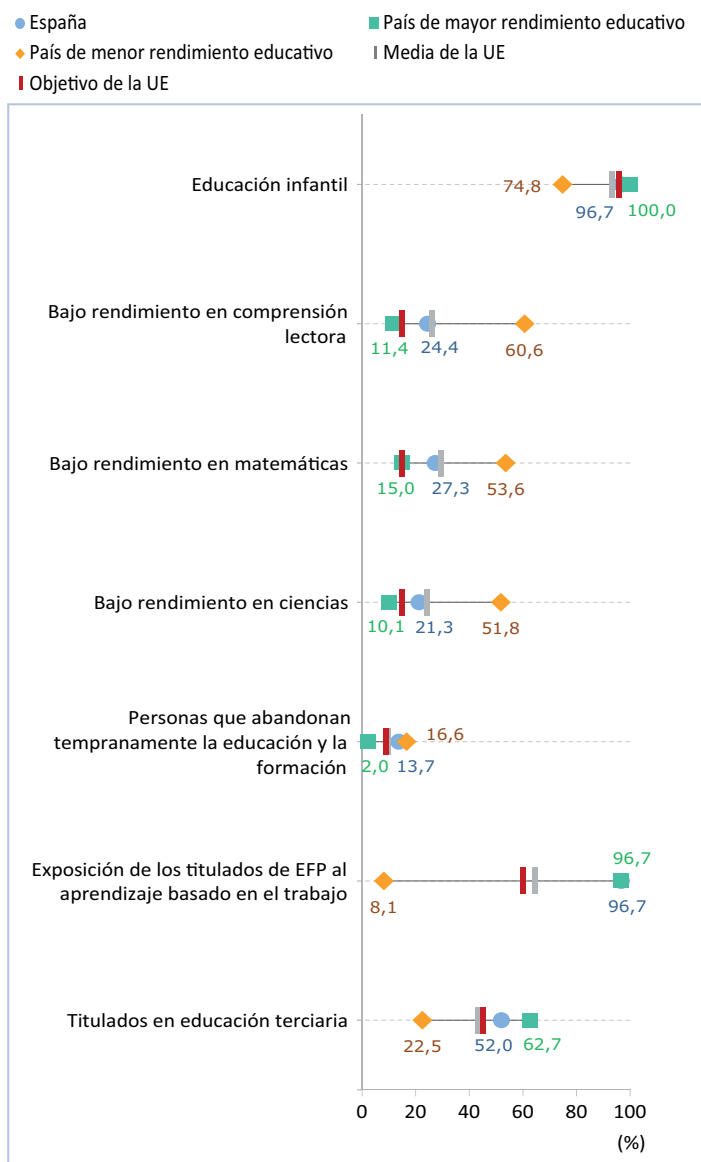 España
País de mayor rendimiento educativo
País de menor rendimiento educativo
Media de la UE
Objetivo de la UE
Educación infantil
74,8
96,7
100,0
Bajo rendimiento en comprensión
lectora
11,4
24,4
60,6
Bajo rendimiento en matemáticas
15,0
27,3
53,6
Bajo rendimiento en ciencias
10,1
21,3
51,8
Personas que abandonan
tempranamente la educación y la
formación
16,6
2,0
13,7
Exposición de los titulados de EFP al
aprendizaje basado en el trabajo
96,7
8,1
96,7
Titulados en educación terciaria
22,5
52,0
62,7
0
20
40
60
80
100
(%)